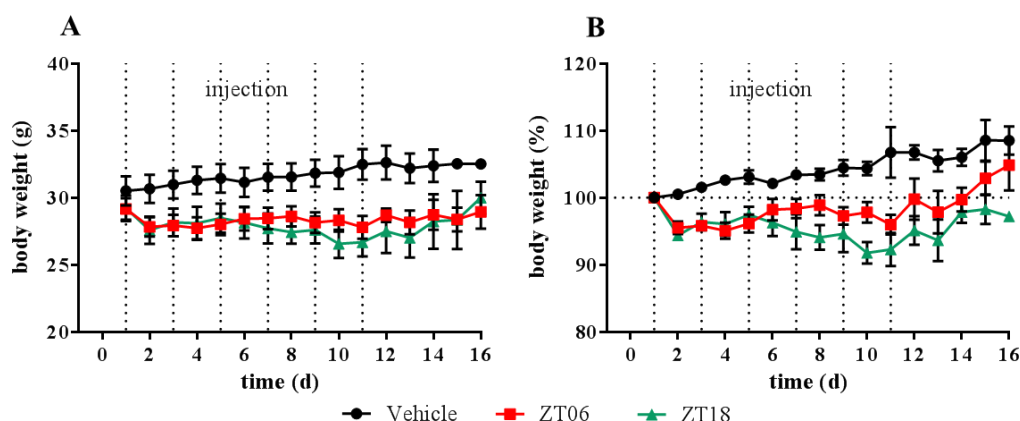 A
B
40
35
30
25
20
body weight (g)
injection
0 2 4 6 8 10 12 14 16
time (d)
120
110
100
90
80
body weight (%)
injection
0 2 4 6 8 10 12 14 16
time (d)
Vehicle ZT06 ZT18